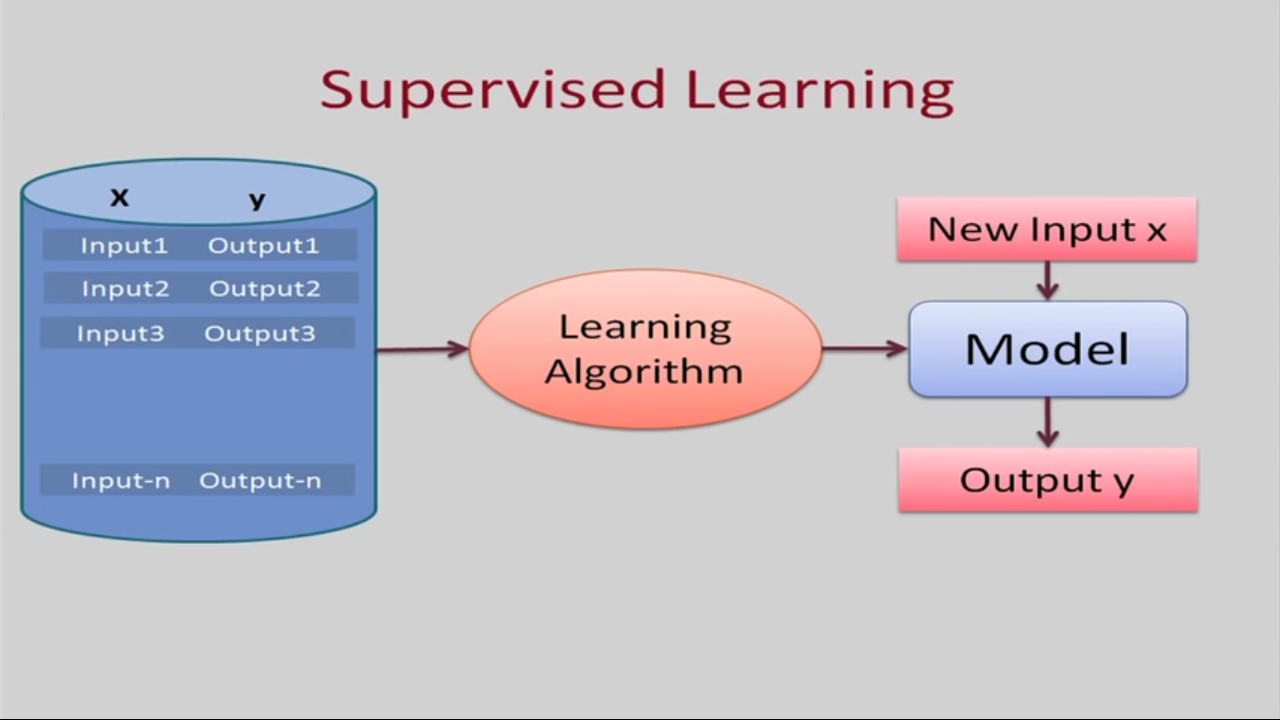 Supervised Learning
X y
Input1 Output1
Input2 Output2
Input3 Output3
Input-n Output-n
Learning
Algorithm
New Input x
Model
Output y